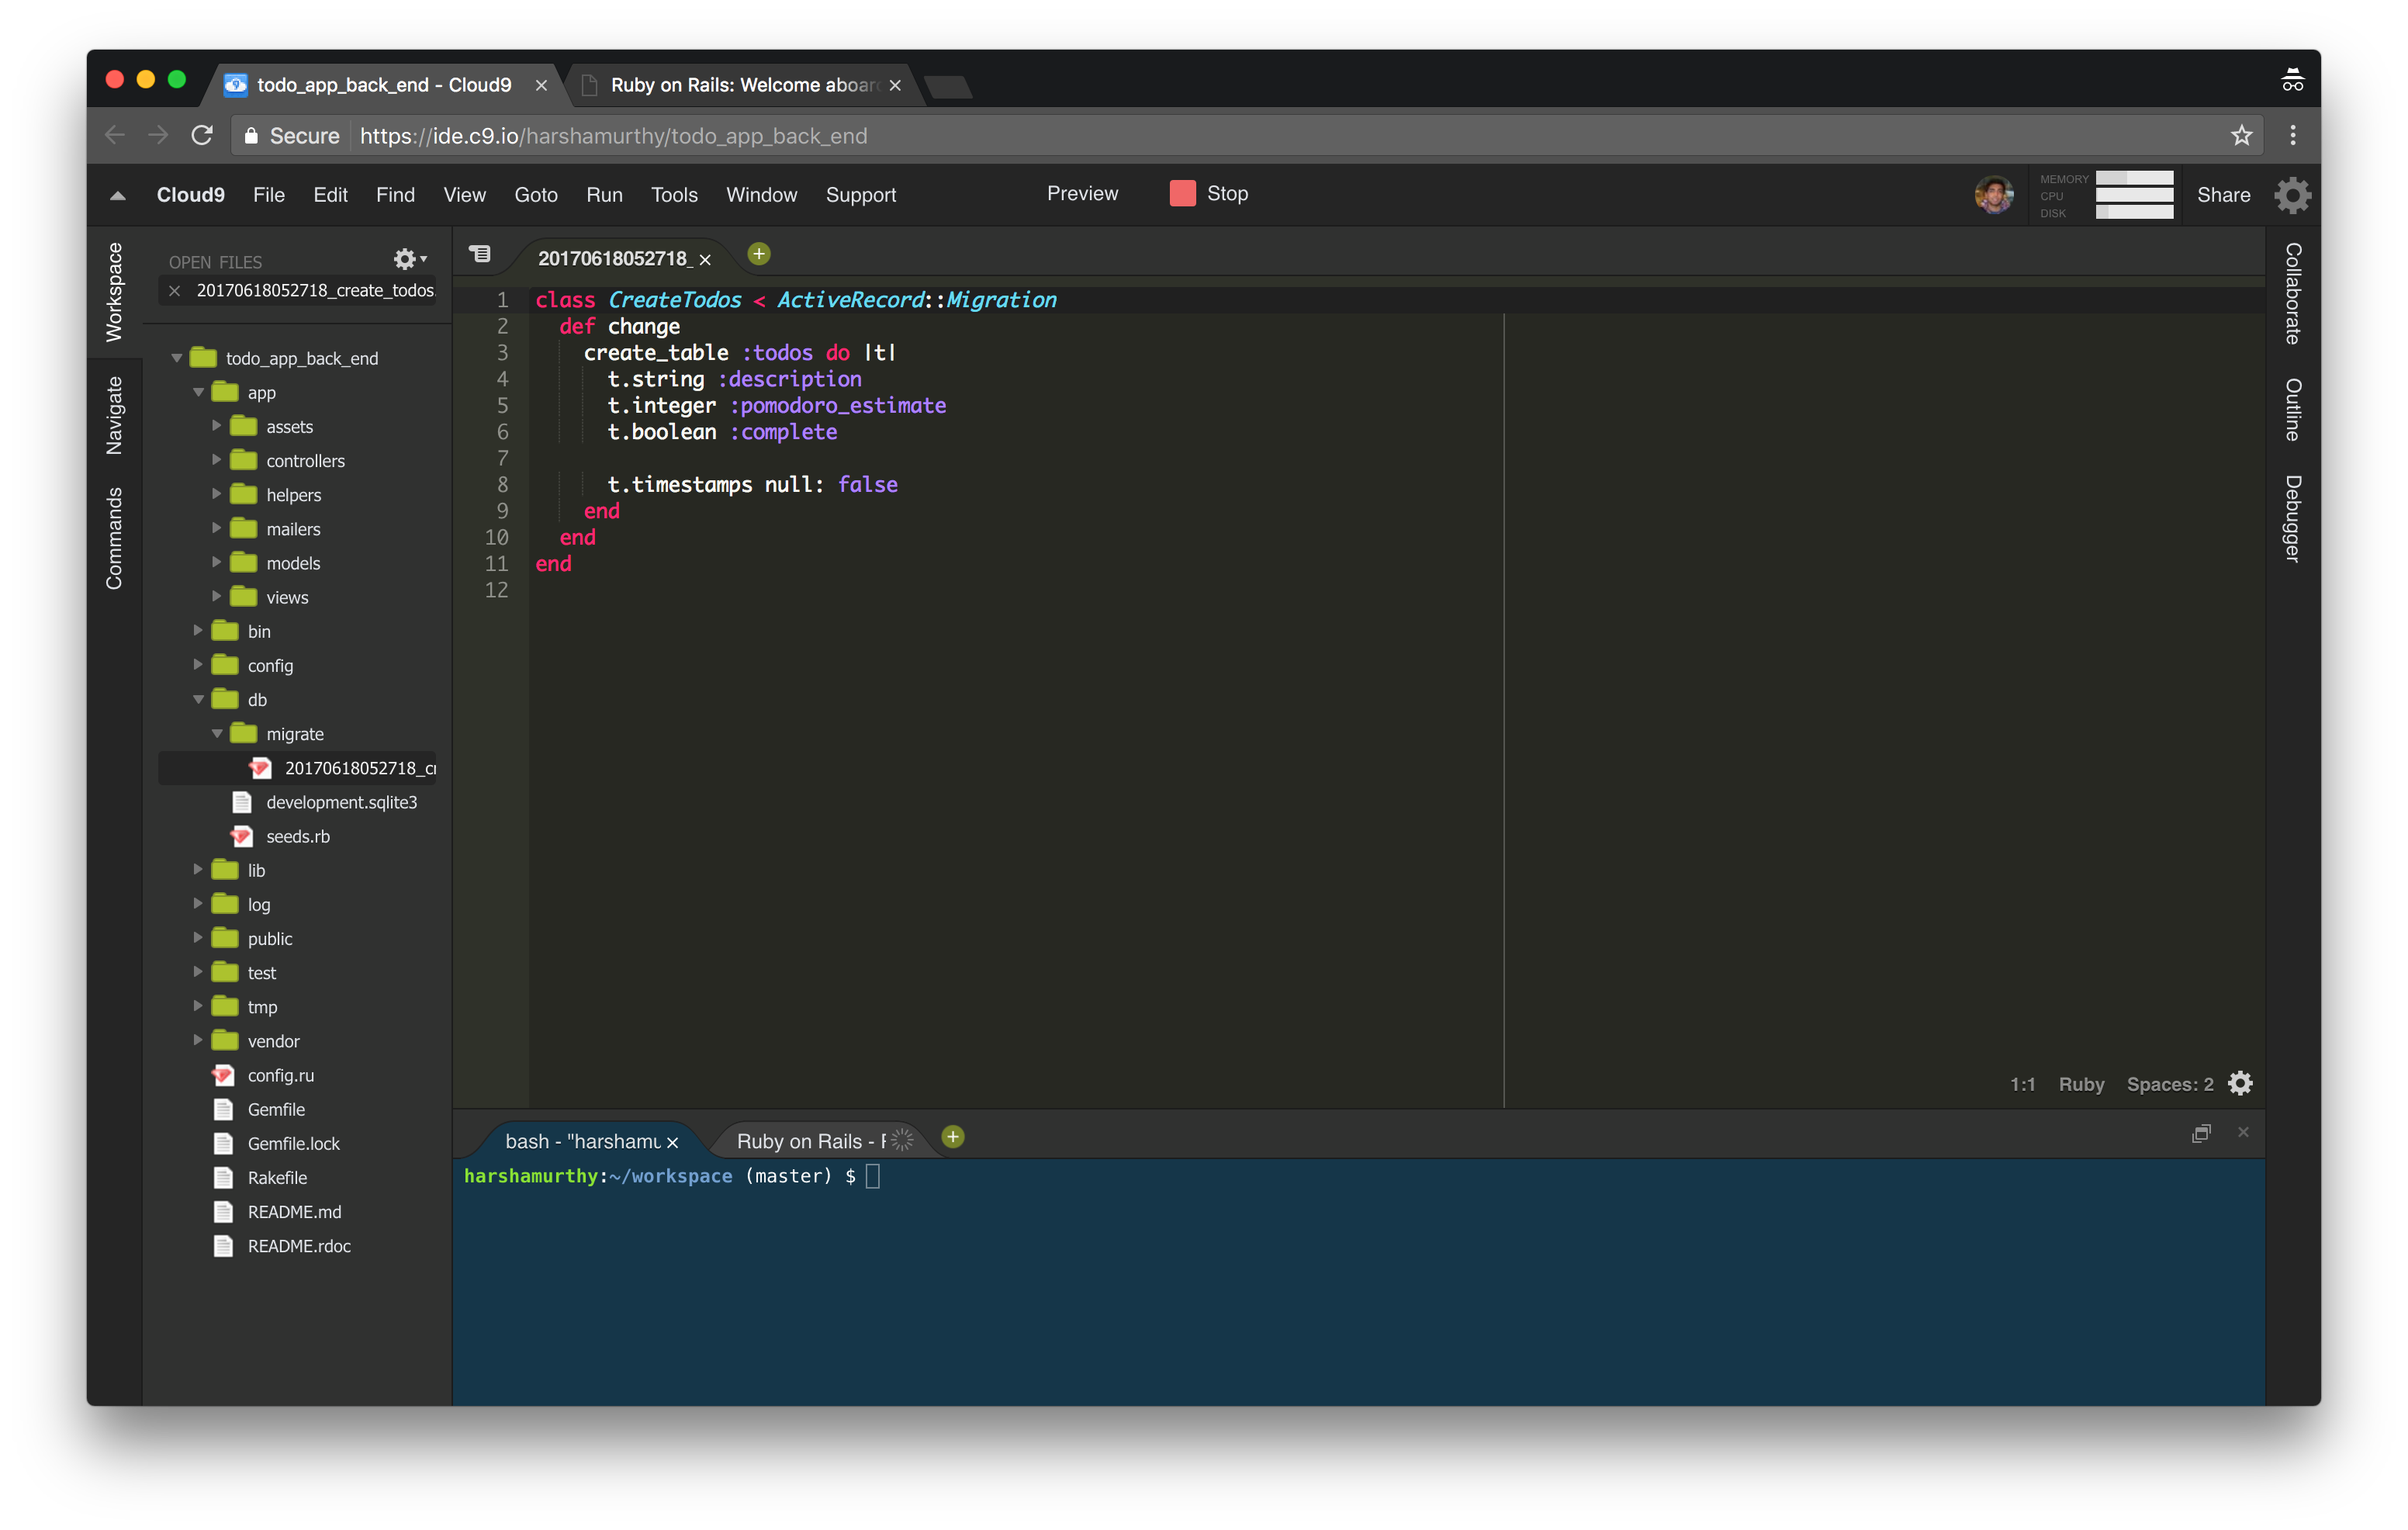 todo_app_back_end - Cloud9
Ruby on Rails: Welcome aboar
Secure https://ide.c9.io/harshamurthy/todo_app_back_end
Cloud9 File Edit Find View Goto Run Tools Window Support Preview Stop
MEMORY
CPU
DISK
Share
Workspace
Navigate
Commands
OPEN FILES
20170618052718_create_todos.
todo_app_back_end
app
assets
controllers
helpers
mailers
models
views
bin
config
db
migrate
20170618052718_cr
development.sqlite3
seeds.rb
lib
log
public
test
tmp
vendor
config.ru
Gemfile
Gemfile.lock
Rakefile
README.md
README.rdoc
20170618052718_
1 class CreateTodos < ActiveRecord::Migration
2 def change
3 create_table :todos do |t|
4 t.string :description
5 t.integer :pomodoro_estimate
6 t.boolean :complete
7
8 t.timestamps null: false
9 end
10 end
11 end
12
1:1 Ruby Spaces: 2
bash - "harshamu
Ruby on Rails - R
harshamurthy:~/workspace (master) $
Collaborate
Outline
Debugger